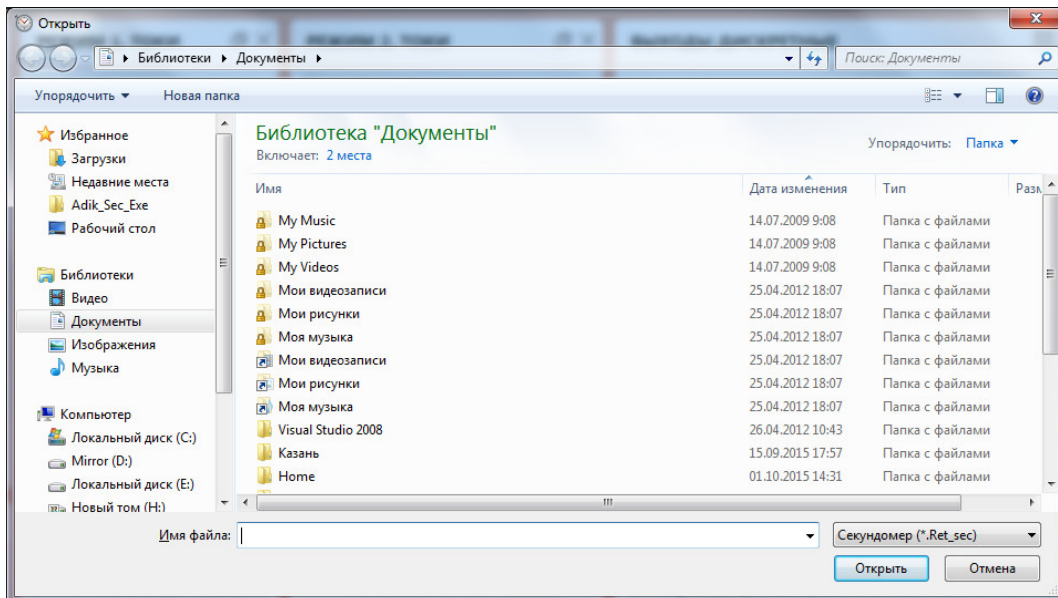 Открыть
Библиотеки
Документы
Поиск: Документы
Упорядочить
Новая папка
Избранное
Загрузки
Недавние места
Adik_Sec_Exe
Рабочий стол
Библиотеки
Видео
Документы
Изображения
Музыка
Компьютер
Локальный диск (C:)
Mirror (D:)
Локальный диск (E:)
Новый том (H:)
Библиотека "Документы"
Включает: 2 места
Упорядочить: Папка
Имя Дата изменения Тип
My Music 14.07.2009 9:08 Папка с файлами
My Pictures 14.07.2009 9:08 Папка с файлами
My Videos 14.07.2009 9:08 Папка с файлами
Мои видеозаписи 25.04.2012 18:07 Папка с файлами
Мои рисунки 25.04.2012 18:07 Папка с файлами
Моя музыка 25.04.2012 18:07 Папка с файлами
Мои видеозаписи 25.04.2012 18:07 Папка с файлами
Мои рисунки 25.04.2012 18:07 Папка с файлами
Моя музыка 25.04.2012 18:07 Папка с файлами
Visual Studio 2008 26.04.2012 10:43 Папка с файлами
Казань 15.09.2015 17:57 Папка с файлами
Home 01.10.2015 14:31 Папка с файлами
Имя файла:
Секундомер (*.Ret_sec)
Открыть
Отмена